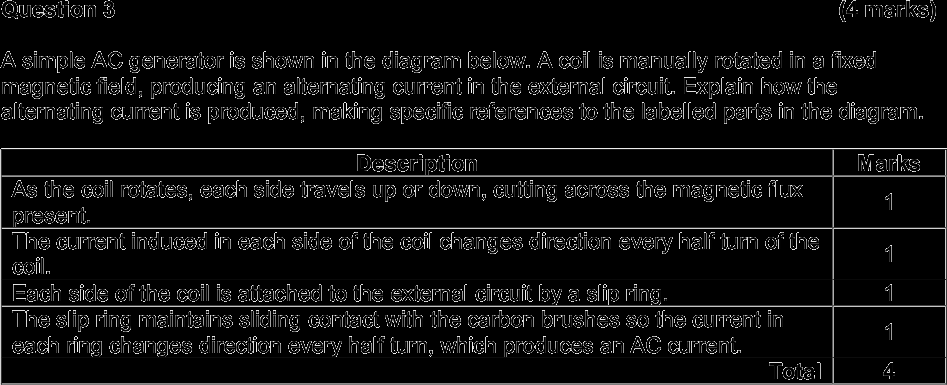 Question 3 (4 marks)
A simple AC generator is shown in the diagram below. A coil is manually rotated in a fixed
magnetic field, producing an alternating current in the external circuit. Explain how the
alternating current is produced, making specific references to the labelled parts in the diagram.
Description Marks
As the coil rotates, each side travels up or down, cutting across the magnetic flux
present. 1
The current induced in each side of the coil changes direction every half turn of the
coil. 1
Each side of the coil is attached to the external circuit by a slip ring. 1
The slip ring maintains sliding contact with the carbon brushes so the current in
each ring changes direction every half turn, which produces an AC current. 1
Total 4